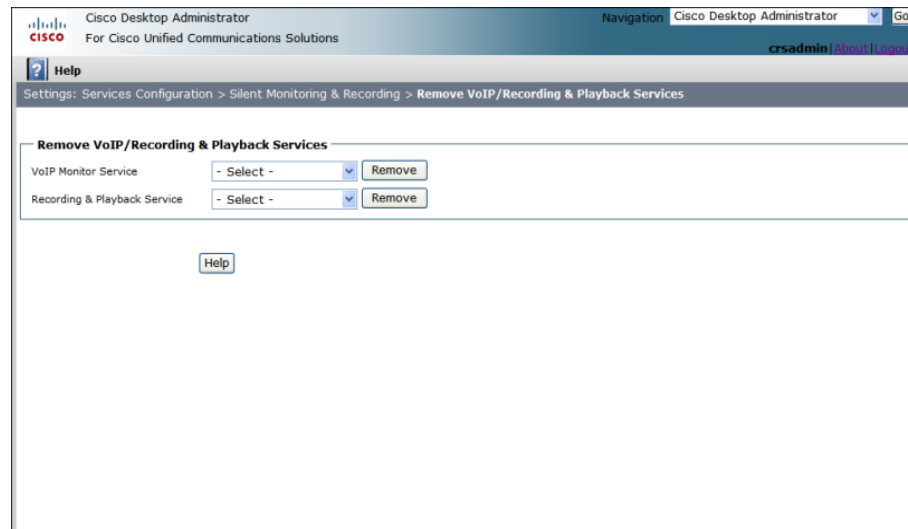 Cisco Desktop Administrator
For Cisco Unified Communications Solutions
CISCO
Navigation Cisco Desktop Administrator Go
crsadmin|About|Logou
? Help
Settings: Services Configuration > Silent Monitoring & Recording > Remove VoIP/Recording & Playback Services
Remove VoIP/Recording & Playback Services
VoIP Monitor Service - Select - Remove
Recording & Playback Service - Select - Remove
Help